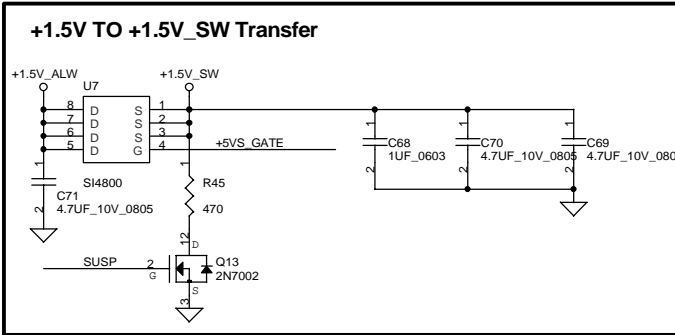 +1.5V TO +1.5V_SW Transfer
+1.5V_ALW
+1.5V_SW
U7
8 D S 1
7 D S 2
6 D S 3
5 D G 4
+5VS_GATE
SI4800
1
C71
2
4.7UF_10V_0805
1
R45
470
1
C68
1UF_0603
2
1
C70
4.7UF_10V_0805
2
1
C69
4.7UF_10V_080
2
12
D
SUSP
2
G
Q13
2N7002
S
3